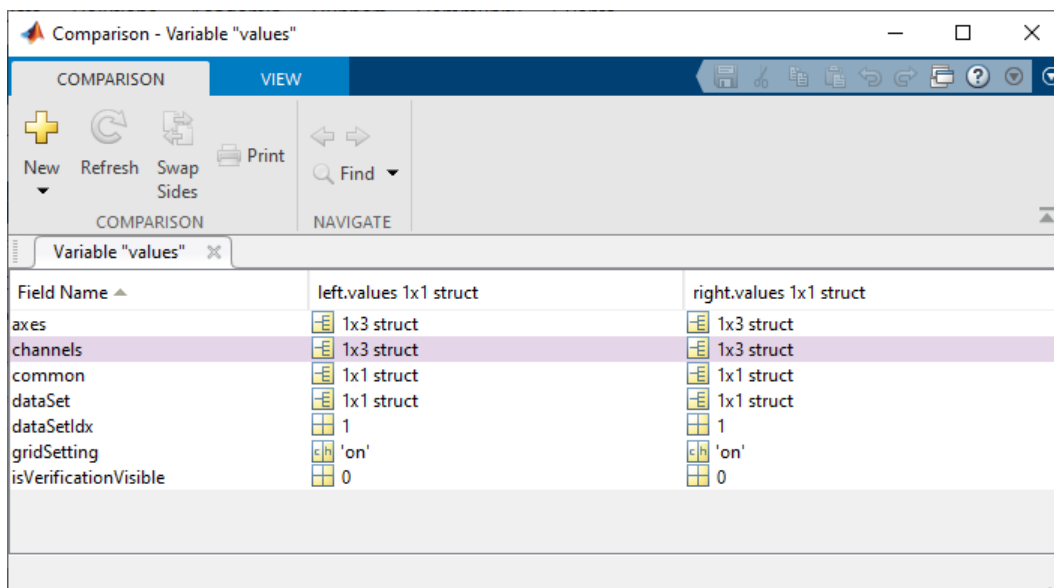 Comparison - Variable "values"
COMPARISON VIEW
New Refresh Swap Sides Print Find
COMPARISON NAVIGATE
Variable "values"
Field Name left.values 1x1 struct right.values 1x1 struct
axes 1x3 struct 1x3 struct
channels 1x3 struct 1x3 struct
common 1x1 struct 1x1 struct
dataSet 1x1 struct 1x1 struct
dataSetIdx 1 1
gridSetting ch 'on' ch 'on'
isVerificationVisible 0 0